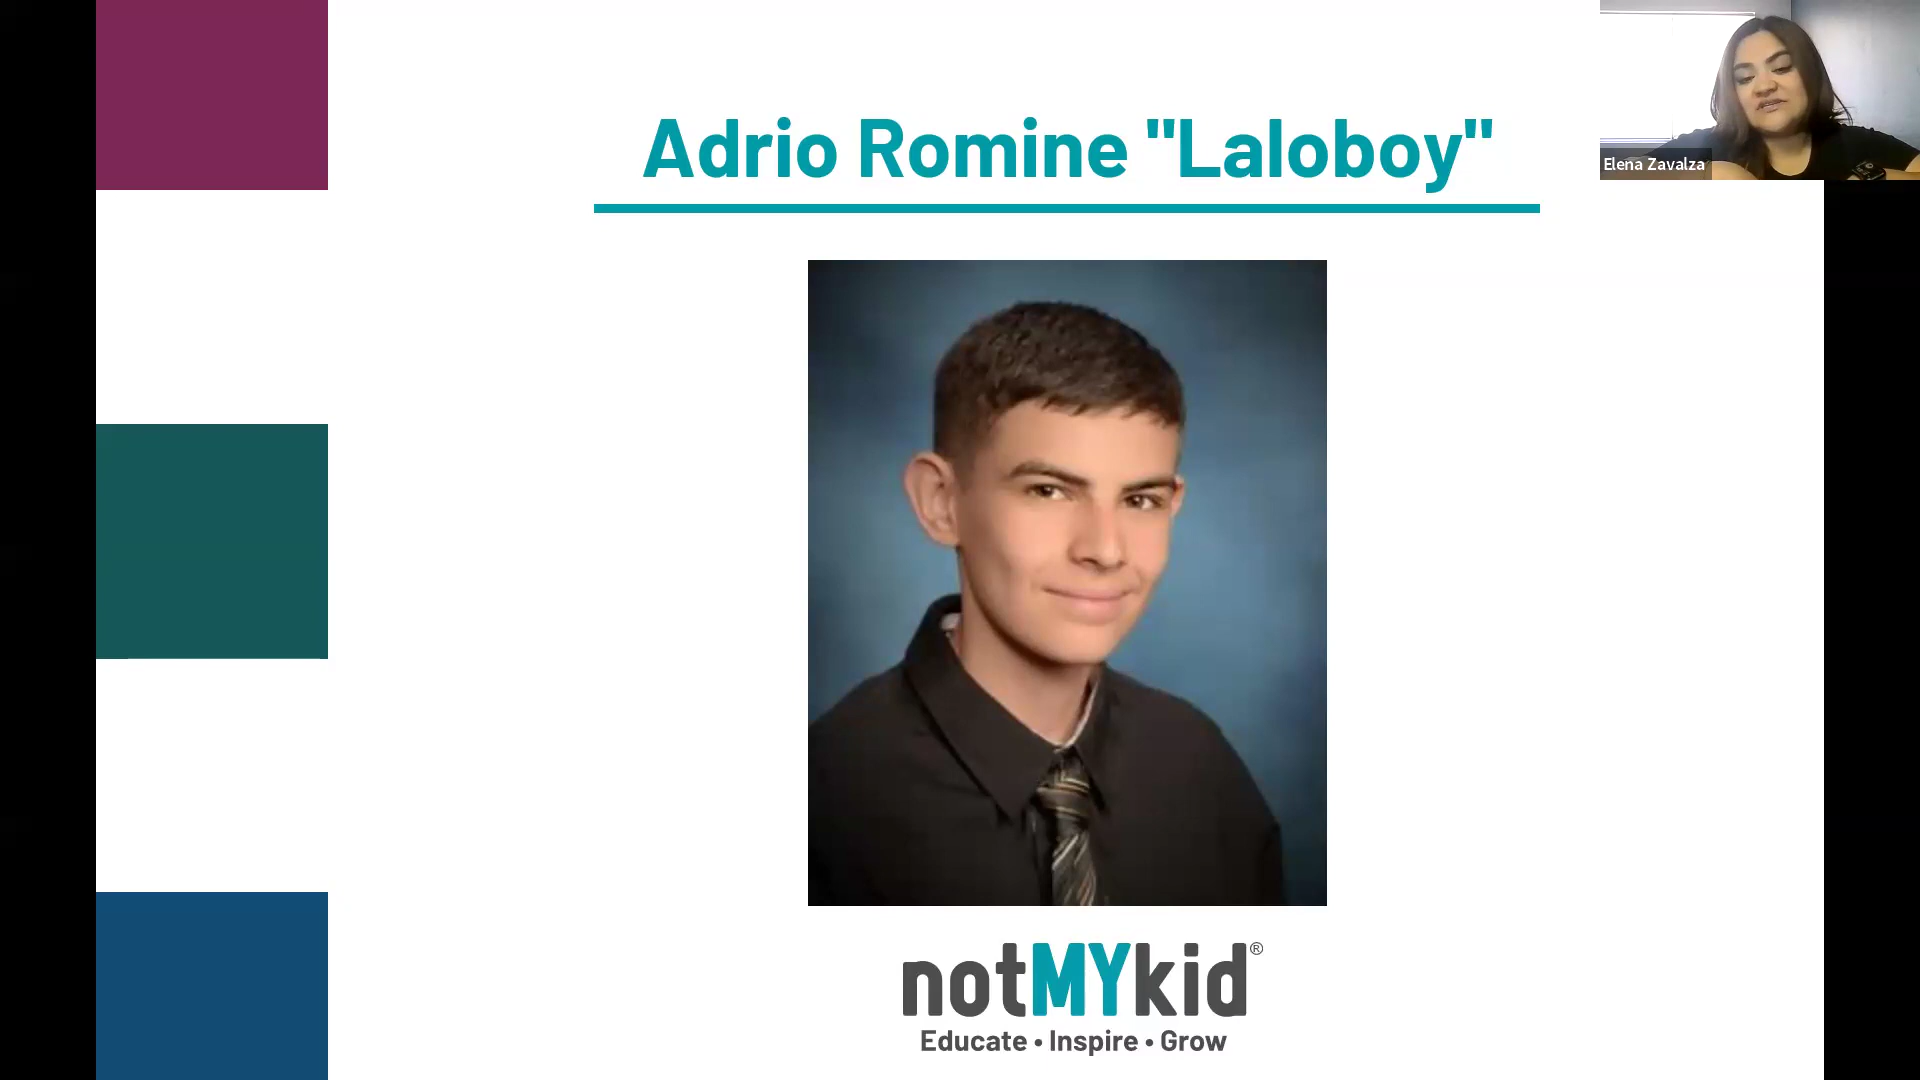 Adrio Romine "Laloboy"
Elena Zavalza
notMYkid®
Educate • Inspire • Grow